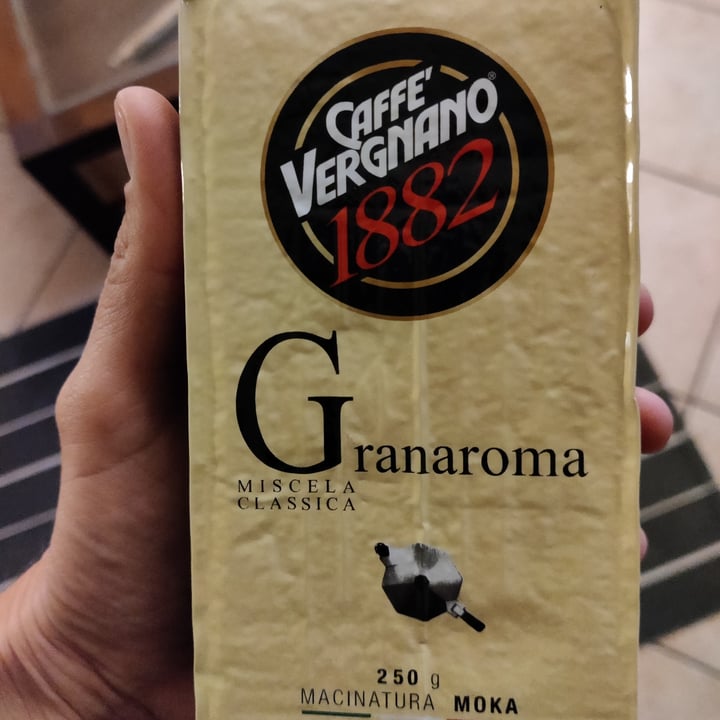 CAFFE'
VERGNANO®
1882
Granaroma
MISCELA
CLASSICA
250 g
MACINATURA MOKA